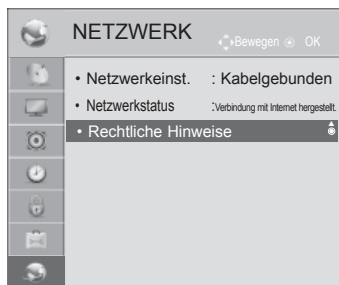 NETZWERK
Bewegen OK
• Netzwerkeinst. : Kabelgebunden
• Netzwerkstatus : Verbindung mit Internet hergestellt.
• Rechtliche Hinweise